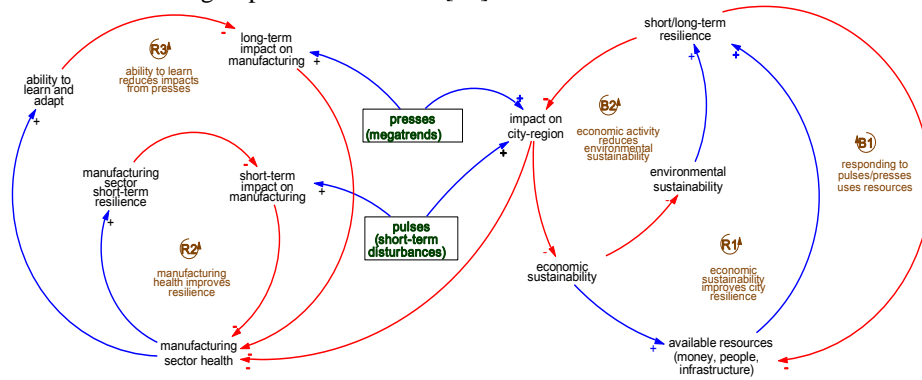 short/long-term
resilience
R3
long-term
impact on
manufacturing
-
+
ability to learn
reduces impacts
from presses
ability to
learn and
adapt
+
presses
(megatrends)
+
-
impact on
city-region
+
B2
economic activity
reduces
environmental
sustainability
+
+
B1
responding to
pulses/presses
uses resources
manufacturing
sector
short-term
resilience
+
-
short-term
impact on
manufacturing
+
environmental
sustainability
-
pulses
(short-term
disturbances)
R2
manufacturing
health improves
resilience
-
economic
sustainability
R1
economic
sustainability
improves city
resilience
manufacturing
sector health
-
-
-
available resources
(money, people,
infrastructure)
+
-